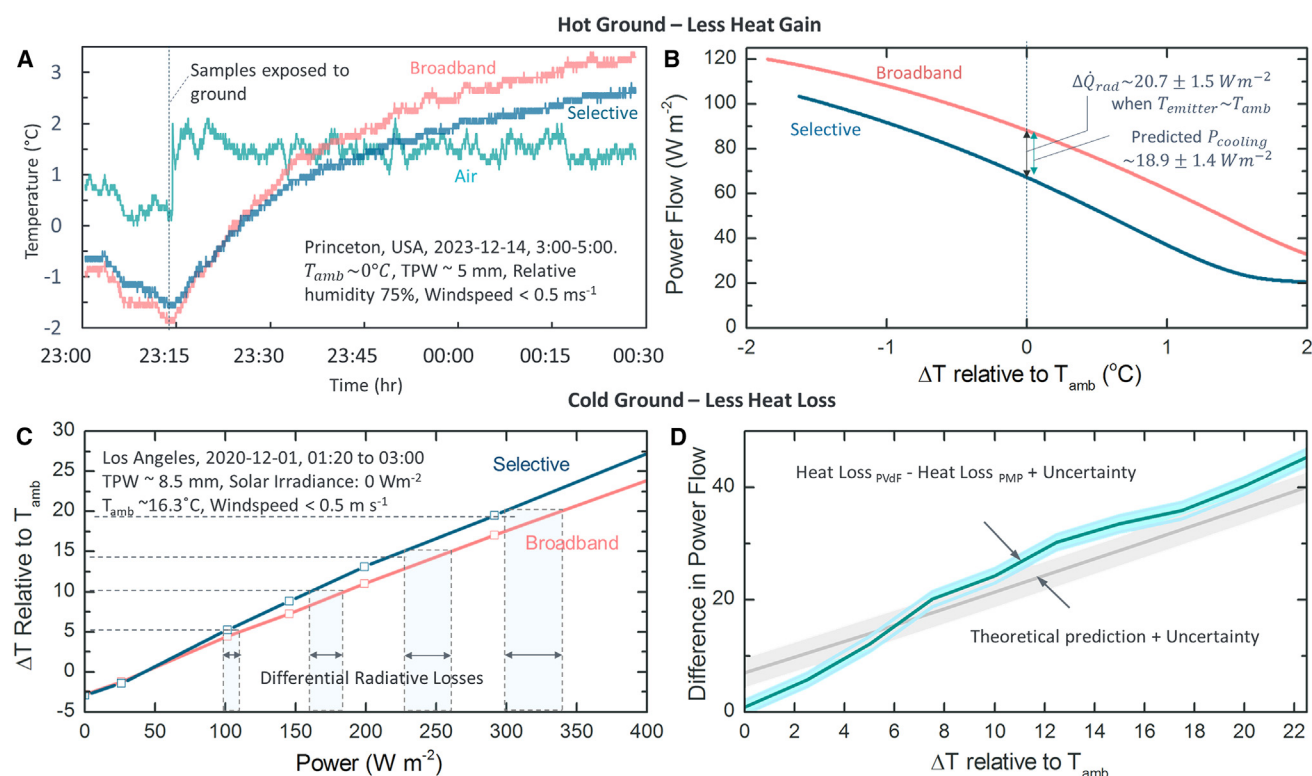 Hot Ground – Less Heat Gain
A
3
2
1
0
-1
-2
Temperature (°C)
Samples exposed to
ground
Broadband
Selective
Air
Princeton, USA, 2023-12-14, 3:00-5:00.
T_amb ~0°C, TPW ~ 5 mm, Relative
humidity 75%, Windspeed < 0.5 ms⁻¹
23:00 23:15 23:30 23:45 00:00 00:15 00:30
Time (hr)
B
120
100
80
60
40
20
0
Power Flow (W m⁻²)
Broadband
Selective
ΔQ̇_rad~20.7 ± 1.5 Wm⁻²
when T_emitter~T_amb
Predicted P_cooling
~18.9 ± 1.4 Wm⁻²
-2 -1 0 1 2
ΔT relative to T_amb (°C)
Cold Ground – Less Heat Loss
C
30
25
20
15
10
5
0
-5
ΔT Relative to T_amb
Los Angeles, 2020-12-01, 01:20 to 03:00
TPW ~ 8.5 mm, Solar Irradiance: 0 Wm⁻²
T_amb ~16.3°C, Windspeed < 0.5 m s⁻¹
Selective
Broadband
Differential Radiative Losses
0 50 100 150 200 250 300 350 400
Power (W m⁻²)
D
40
20
0
Difference in Power Flow
Heat Loss PVdF - Heat Loss PMP + Uncertainty
Theoretical prediction + Uncertainty
0 2 4 6 8 10 12 14 16 18 20 22
ΔT relative to T_amb